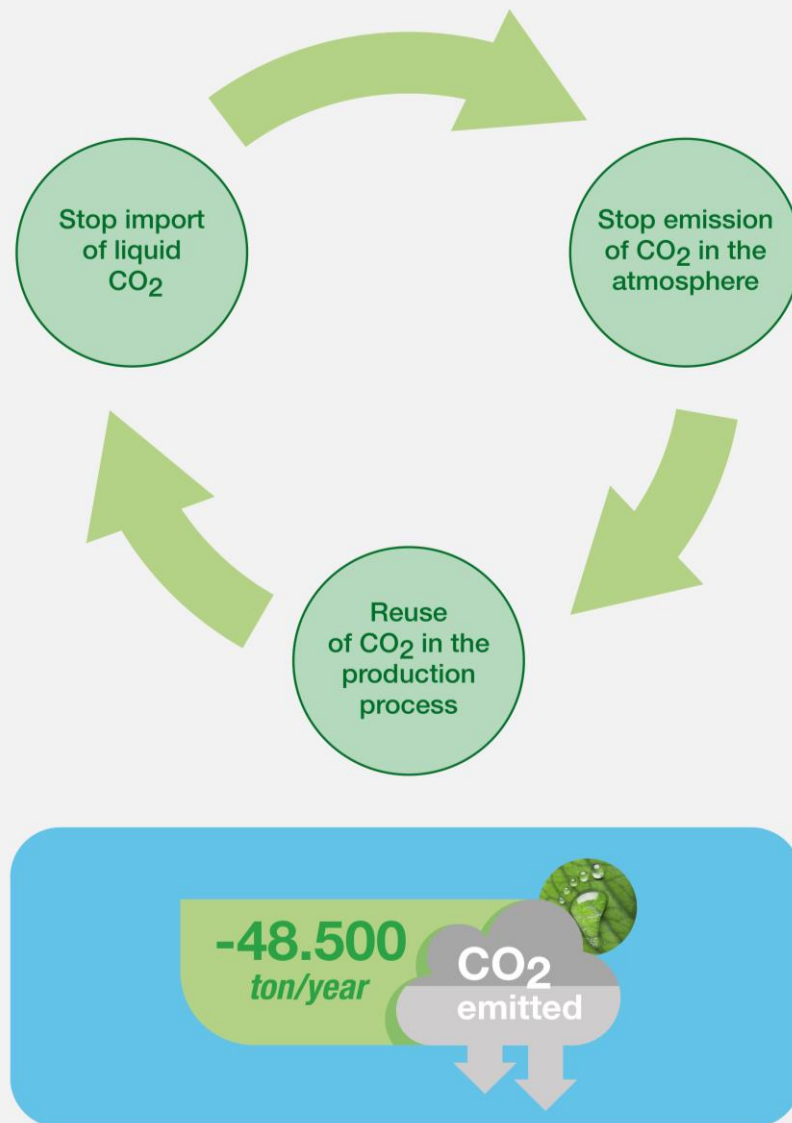 Stop import
of liquid
CO2
Stop emission
of CO2 in the
atmosphere
Reuse
of CO2 in the
production
process
-48.500
ton/year
CO2
emitted